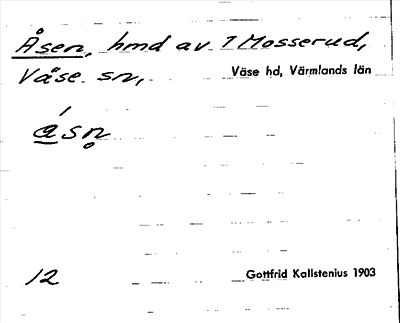 Åsen, hmd av 1 Mosserud,
Väse sn,
Väse hd, Värmlands län
åsn̥
12
Gottfrid Kallstenius 1903